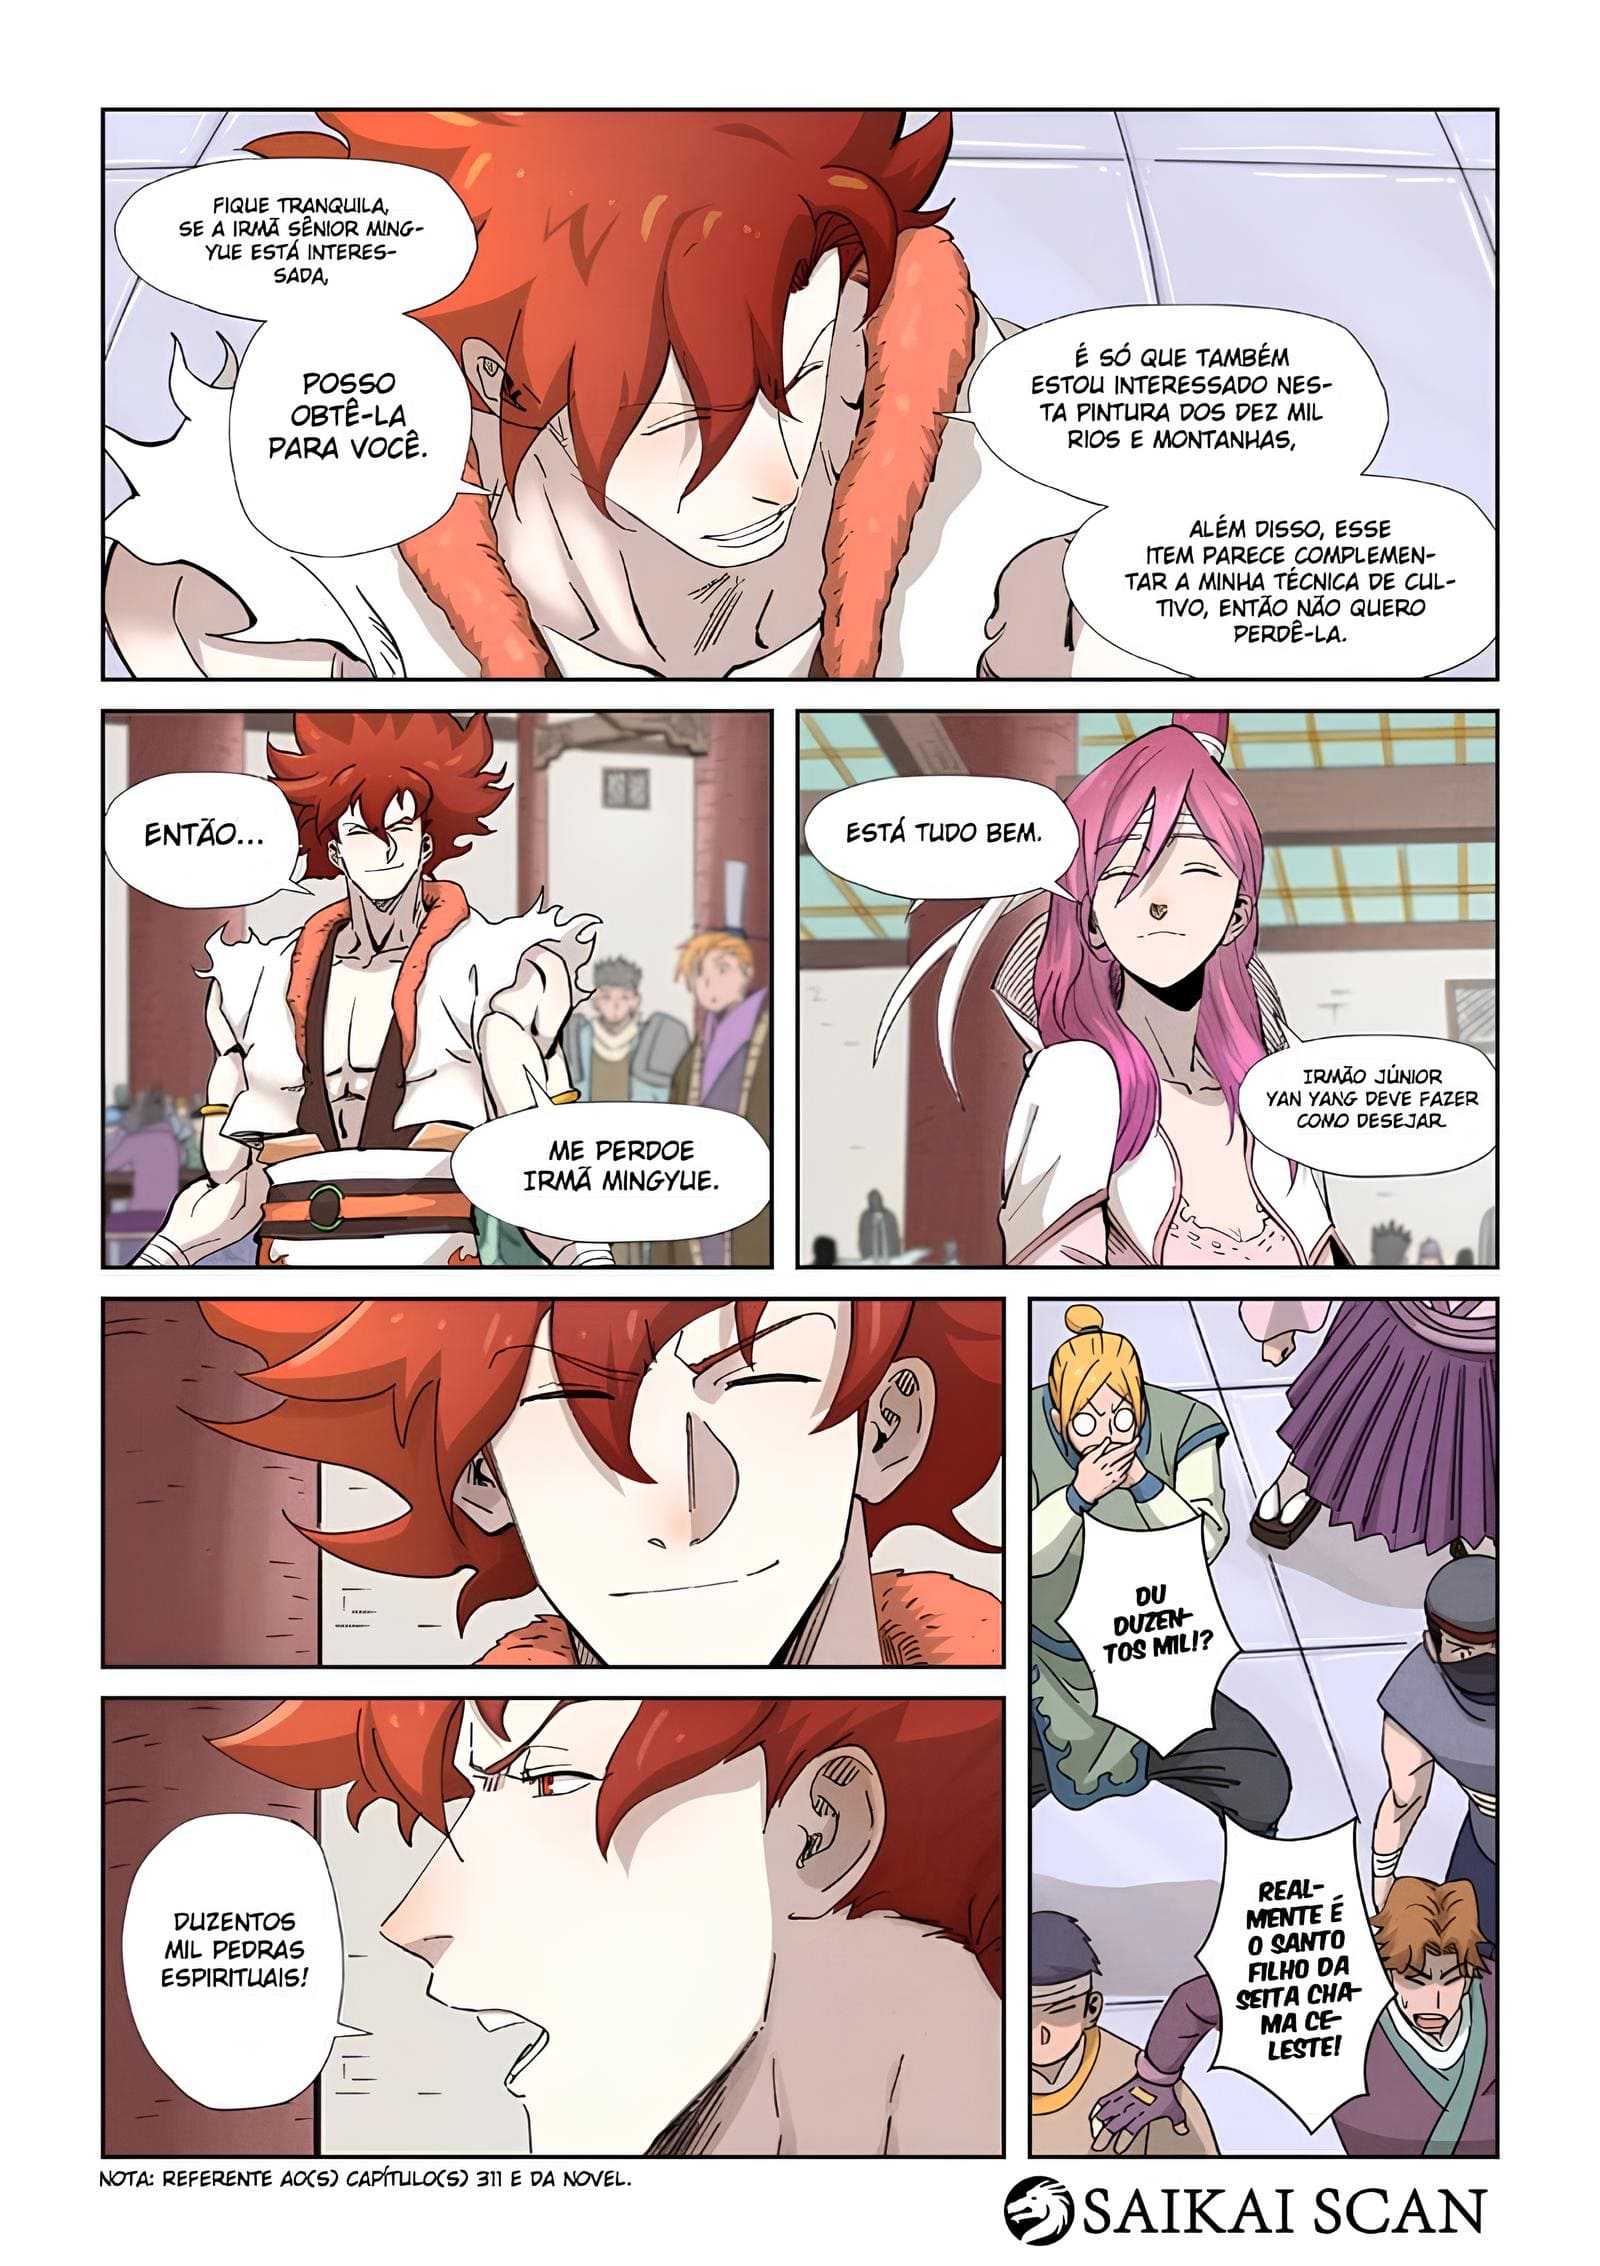 FIQUE TRANQUILA,
SE A IRMÃ SÊNIOR MING-
YUE ESTÁ INTERES-
SADA,
POSSO
OBTÊ-LA
PARA VOCÊ.
É SÓ QUE TAMBÉM
ESTOU INTERESSADO NES-
TA PINTURA DOS DEZ MIL
RIOS E MONTANHAS,
ALÉM DISSO, ESSE
ITEM PARECE COMPLEMEN-
TAR A MINHA TÉCNICA DE CUL-
TIVO, ENTÃO NÃO QUERO
PERDÊ-LA.
ENTÃO...
ME PERDOE
IRMÃ MINGYUE.
ESTÁ TUDO BEM.
IRMÃO JÚNIOR
YAN YANG DEVE FAZER
COMO DESEJAR.
DUZENTOS
MIL PEDRAS
ESPIRITUAIS!
DU
DUZEN-
TOS MIL!?
REAL-
MENTE É
O SANTO
FILHO DA
SEITA CHA-
MA CE-
LESTE!
NOTA: REFERENTE AO(S) CAPÍTULO(S) 311 E DA NOVEL.
SAIKAI SCAN